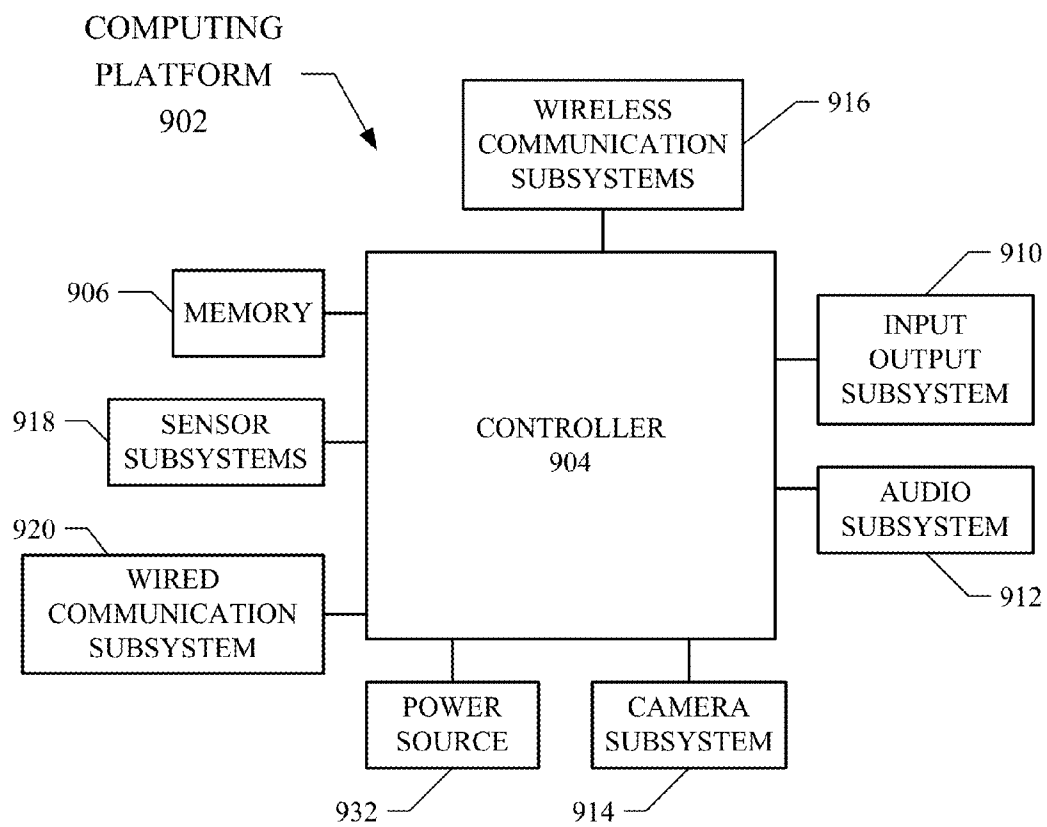 COMPUTING
PLATFORM
902
WIRELESS
COMMUNICATION
SUBSYSTEMS
916
906
MEMORY
910
INPUT
OUTPUT
SUBSYSTEM
918
SENSOR
SUBSYSTEMS
CONTROLLER
904
AUDIO
SUBSYSTEM
912
920
WIRED
COMMUNICATION
SUBSYSTEM
POWER
SOURCE
932
CAMERA
SUBSYSTEM
914